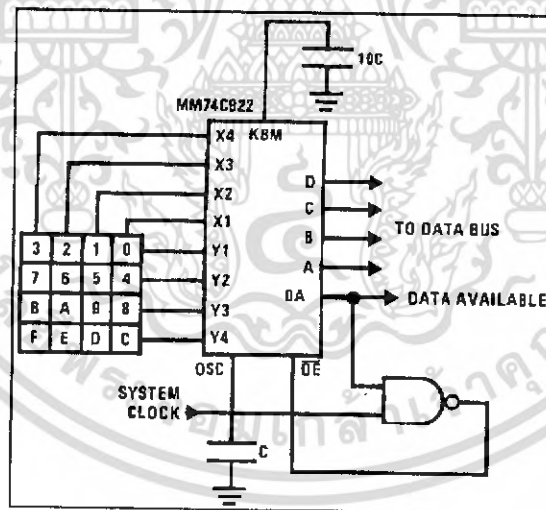 10C
MM74C922
X4 KBM
X3
X2
X1
Y1
Y2
Y3
Y4
D
C
B
A
DA
TO DATA BUS
DATA AVAILABLE
3 2 1 0
7 6 5 4
B A 9 8
F E D C
OSC
OE
SYSTEM
CLOCK
C